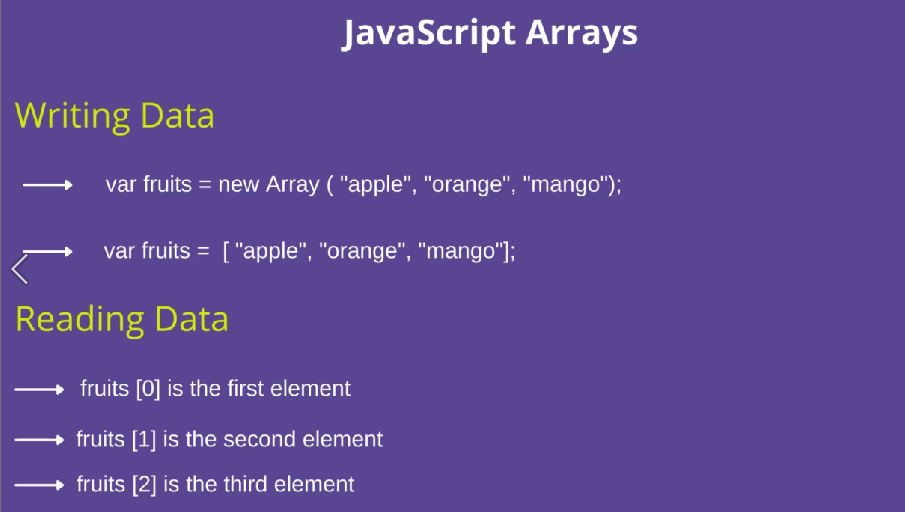 JavaScript Arrays
Writing Data
var fruits = new Array ( "apple", "orange", "mango");
var fruits =  [ "apple", "orange", "mango"];
Reading Data
fruits [0] is the first element
fruits [1] is the second element
fruits [2] is the third element